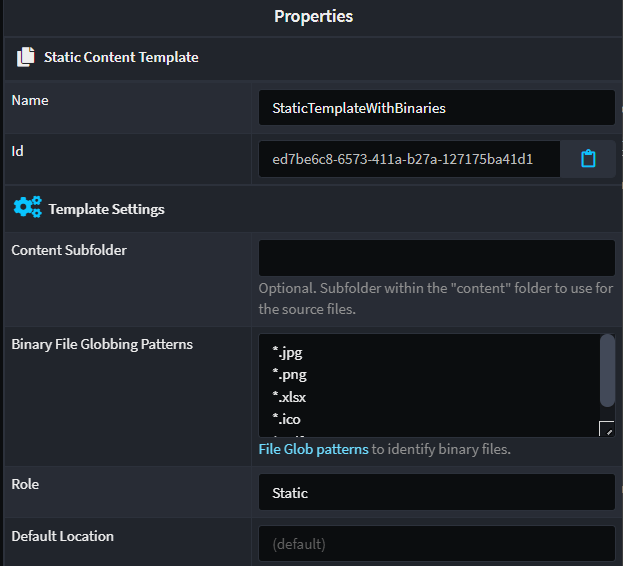 Properties
Static Content Template
Name
StaticTemplateWithBinaries
Id
ed7be6c8-6573-411a-b27a-127175ba41d1
Template Settings
Content Subfolder
Optional. Subfolder within the "content" folder to use for
the source files.
Binary File Globbing Patterns
*.jpg
*.png
*.xlsx
*.ico
File Glob patterns to identify binary files.
Role
Static
Default Location
(default)